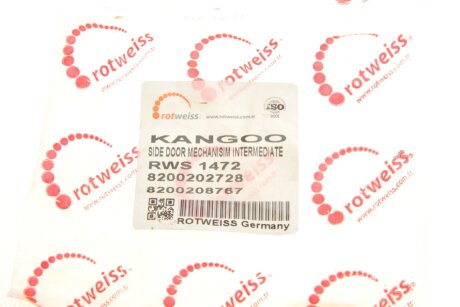 rotweiss
www.rotweiss.com.tr
rotweiss
rotweiss
www.rotweiss.com.tr
rotweiss
www.rotweiss.com.tr
ISO
KANGOO
SIDE DOOR MECHANISIM INTERMEDIATE
RWS 1472
8200202728
8200208767
ROTWEISS Germany
rotweiss
rotweiss
rotweiss
rotweiss
rotweiss